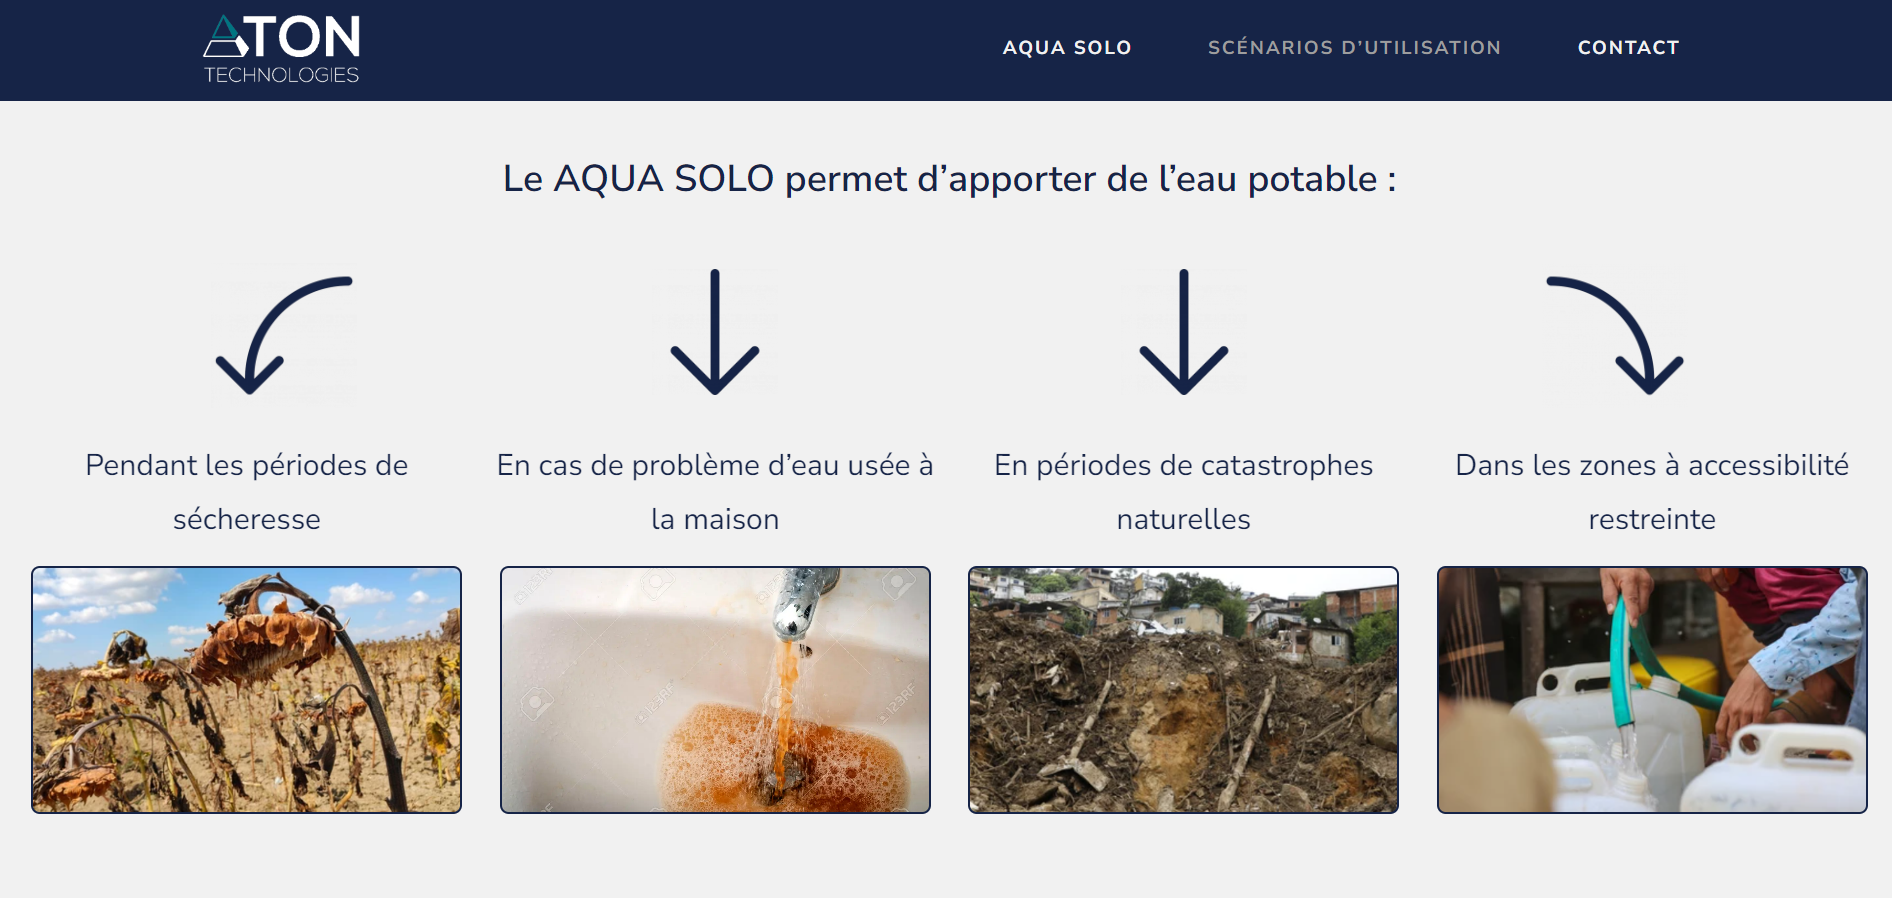 ATON
TECHNOLOGIES
AQUA SOLO
SCÉNARIOS D’UTILISATION
CONTACT
Le AQUA SOLO permet d’apporter de l’eau potable :
Pendant les périodes de
sécheresse
En cas de problème d’eau usée à
la maison
En périodes de catastrophes
naturelles
Dans les zones à accessibilité
restreinte
123RF
123RF